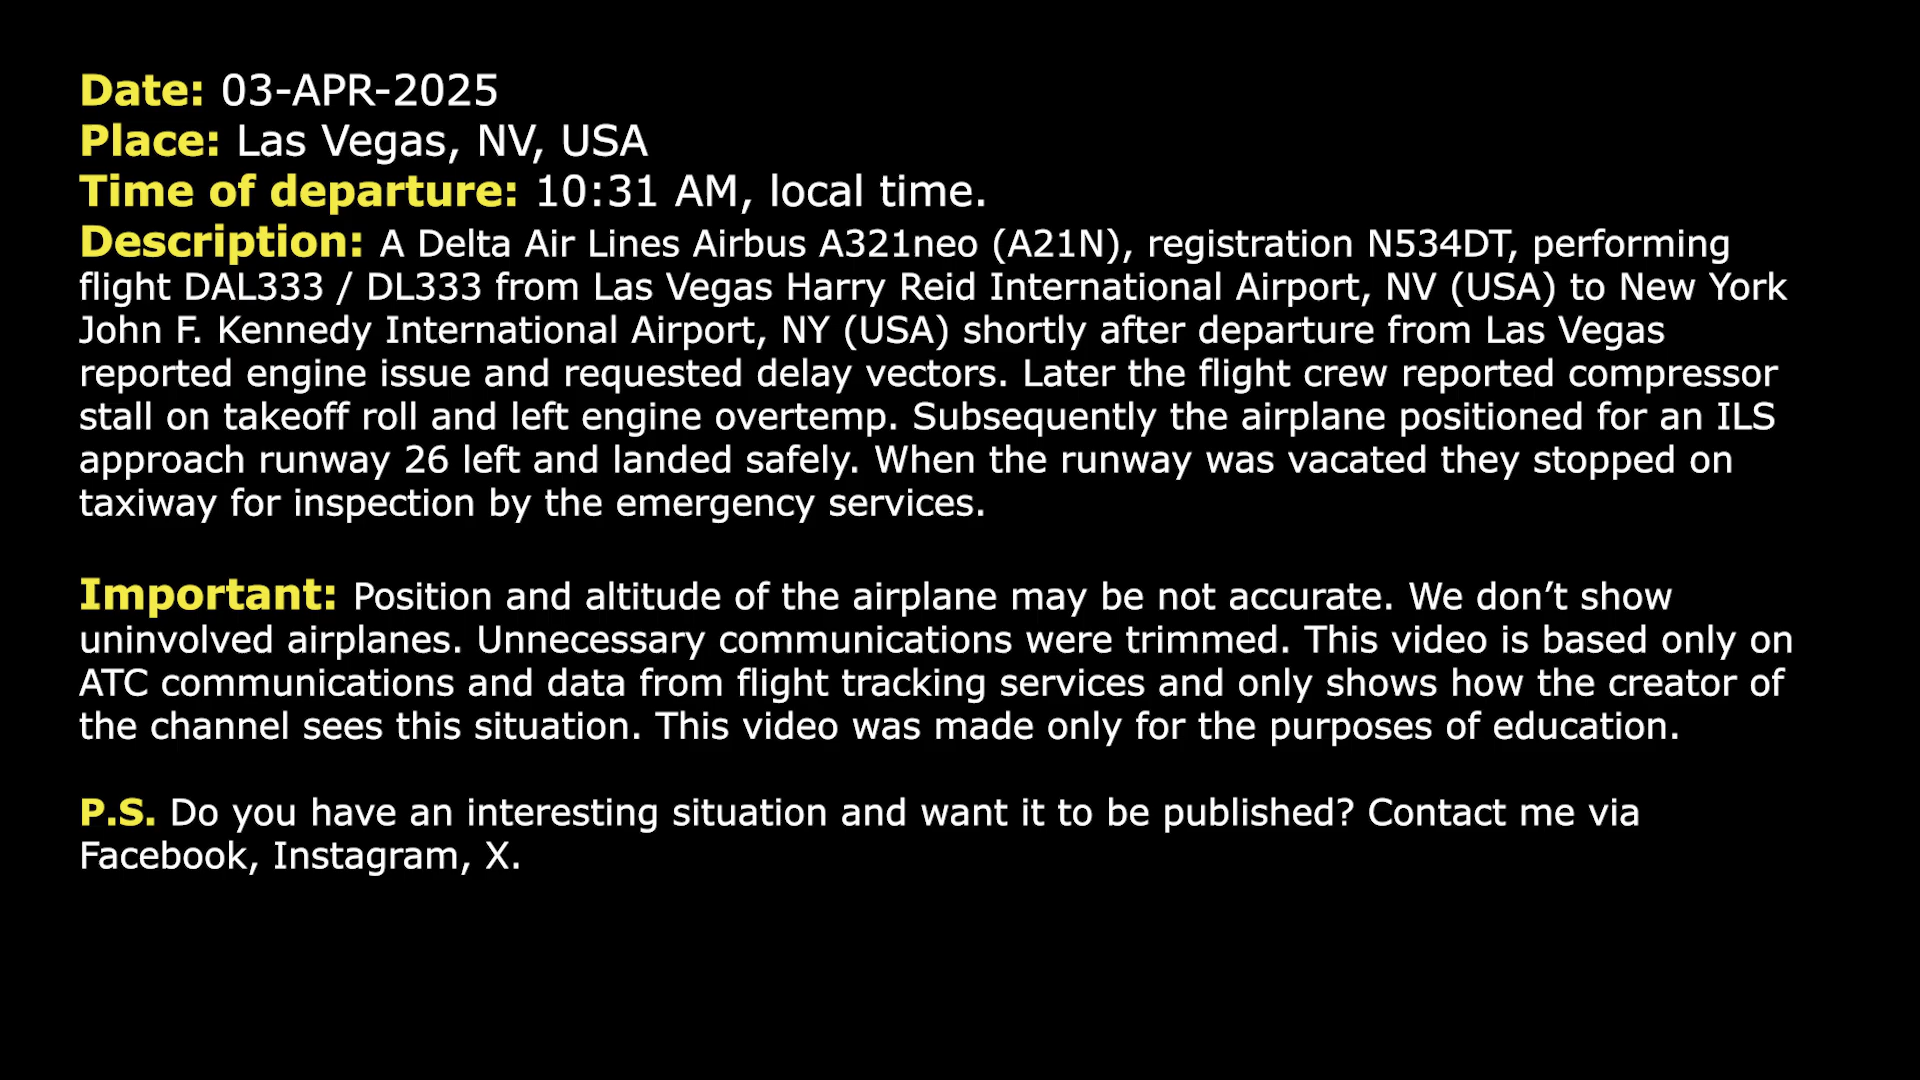 Date: 03-APR-2025
Place: Las Vegas, NV, USA
Time of departure: 10:31 AM, local time.
Description: A Delta Air Lines Airbus A321neo (A21N), registration N534DT, performing
flight DAL333 / DL333 from Las Vegas Harry Reid International Airport, NV (USA) to New York
John F. Kennedy International Airport, NY (USA) shortly after departure from Las Vegas
reported engine issue and requested delay vectors. Later the flight crew reported compressor
stall on takeoff roll and left engine overtemp. Subsequently the airplane positioned for an ILS
approach runway 26 left and landed safely. When the runway was vacated they stopped on
taxiway for inspection by the emergency services.
Important: Position and altitude of the airplane may be not accurate. We don’t show
uninvolved airplanes. Unnecessary communications were trimmed. This video is based only on
ATC communications and data from flight tracking services and only shows how the creator of
the channel sees this situation. This video was made only for the purposes of education.
P.S. Do you have an interesting situation and want it to be published? Contact me via
Facebook, Instagram, X.